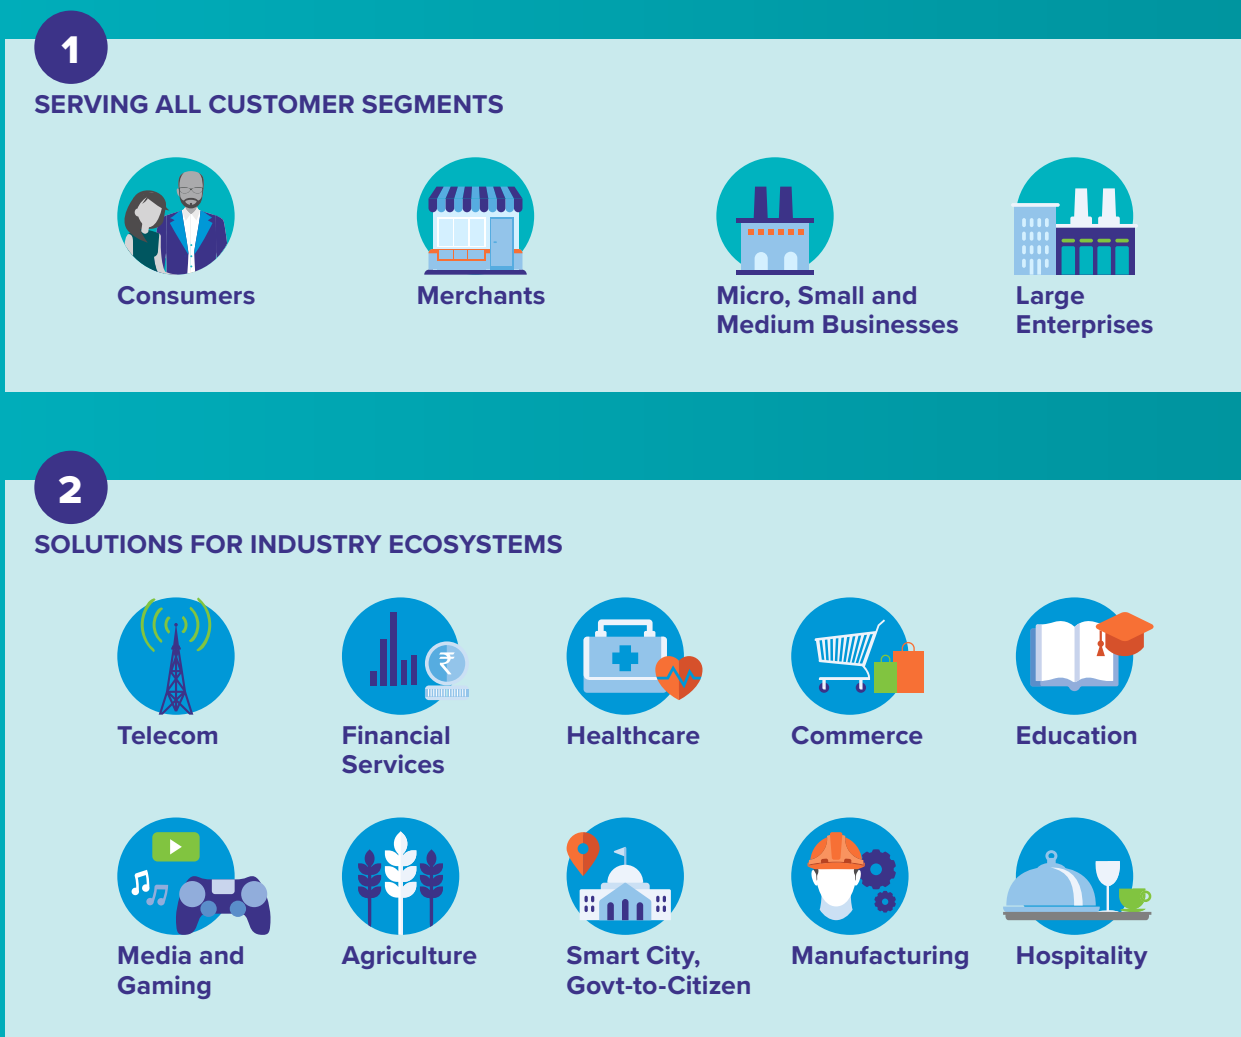 1
SERVING ALL CUSTOMER SEGMENTS
Consumers
Merchants
Micro, Small and
Medium Businesses
Large
Enterprises
2
SOLUTIONS FOR INDUSTRY ECOSYSTEMS
Telecom
₹
Financial
Services
Healthcare
Commerce
Education
Media and
Gaming
Agriculture
Smart City,
Govt-to-Citizen
Manufacturing
Hospitality